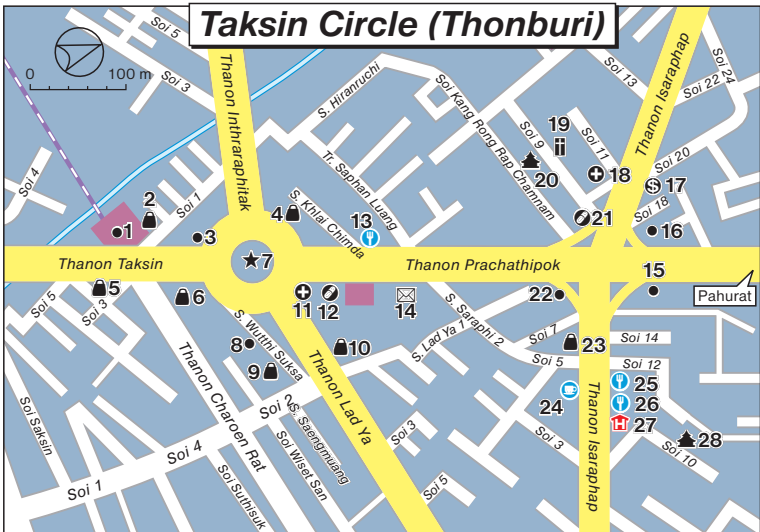 Taksin Circle (Thonburi)
0 100 m
Soi 5
Soi 3
Soi 4
Soi 1
Thanon Inthraraphitak
S. Hiranruchi
Tr. Saphan Luang
S. Khlai Chimda
Soi Kang Rong Rap Chamnam
Soi 9
Soi 11
Soi 13
Soi 22
Soi 24
Soi 20
Soi 18
Thanon Isaraphap
1
2
3
4
13
19
20
18
17
21
16
Thanon Taksin
7
Thanon Prachathipok
15
Pahurat
5
6
11
12
14
22
8
9
10
23
24
25
26
27
28
Soi 5
Soi 3
S. Wutthi Suksa
S. Lad Ya 1
S. Saraphi 2
Soi 7
Soi 5
Soi 14
Soi 12
Thanon Charoen Rat
Thanon Lad Ya
Thanon Isaraphap
Soi Saksin
Soi 1
Soi 4
Soi 2
S. Saengmuang
Soi Wiset San
Soi Suthisuk
Soi 3
Soi 5
Soi 3
Soi 10